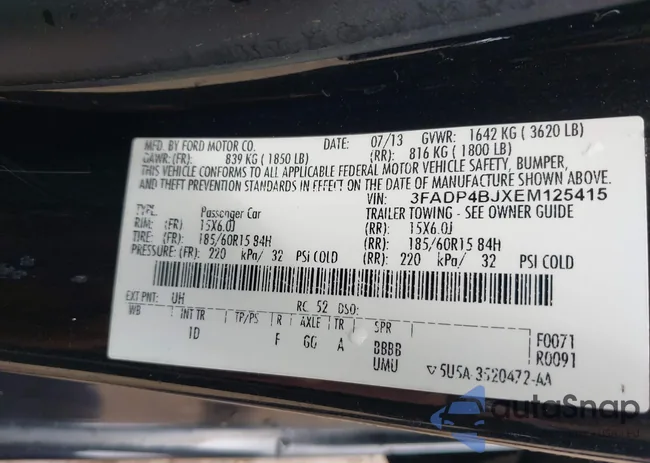 MFD. BY FORD MOTOR CO. DATE: 07/13 GVWR: 1642 KG ( 3620 LB)
GAWR: (FR): 839 KG ( 1850 LB) (RR): 816 KG ( 1800 LB)
THIS VEHICLE CONFORMS TO ALL APPLICABLE FEDERAL MOTOR VEHICLE SAFETY, BUMPER,
AND THEFT PREVENTION STANDARDS IN EFFECT ON THE DATE OF MANUFACTURE SHOWN ABOVE.
VIN: 3FADP4BJXEM125415
TYPE: Passenger Car TRAILER TOWING - SEE OWNER GUIDE
RIM: (FR) 15X6.0J (RR): 15X6.0J
TIRE: (FR): 185/60R15 84H (RR): 185/60R15 84H
PRESSURE: (FR): 220 kPa/ 32 PSI COLD (RR): 220 kPa/ 32 PSI COLD
EXT PNT: UH RC: 52 DSO:
WB INT TR TP/PS R AXLE TR SPR
1D F GG A BBBB F0071
UMU R0091
5U5A-3520472-AA
autoSnap